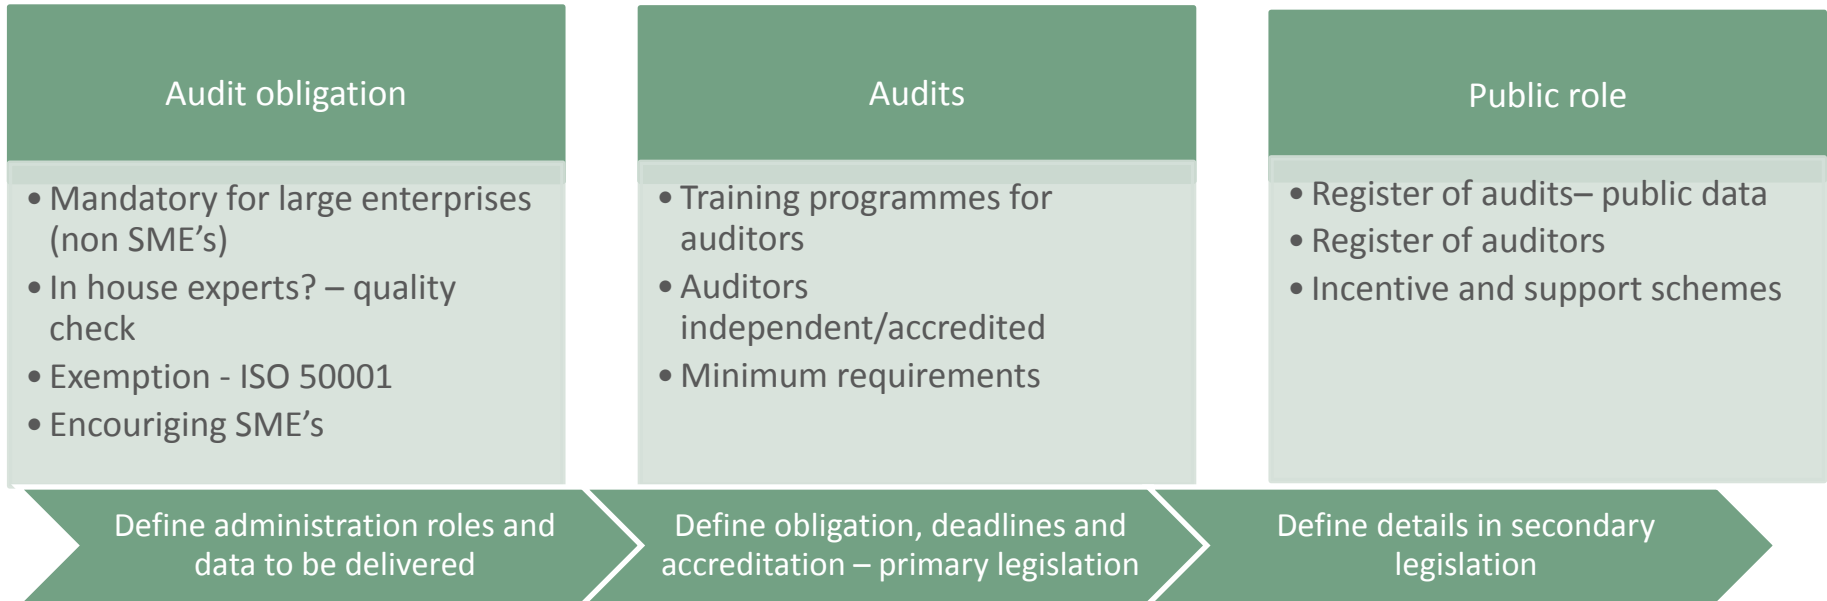 Audit obligation
• Mandatory for large enterprises
(non SME’s)
• In house experts? – quality
check
• Exemption - ISO 50001
• Encouriging SME’s
Audits
• Training programmes for
auditors
• Auditors
independent/accredited
• Minimum requirements
Public role
• Register of audits– public data
• Register of auditors
• Incentive and support schemes
Define administration roles and
data to be delivered
Define obligation, deadlines and
accreditation – primary legislation
Define details in secondary
legislation